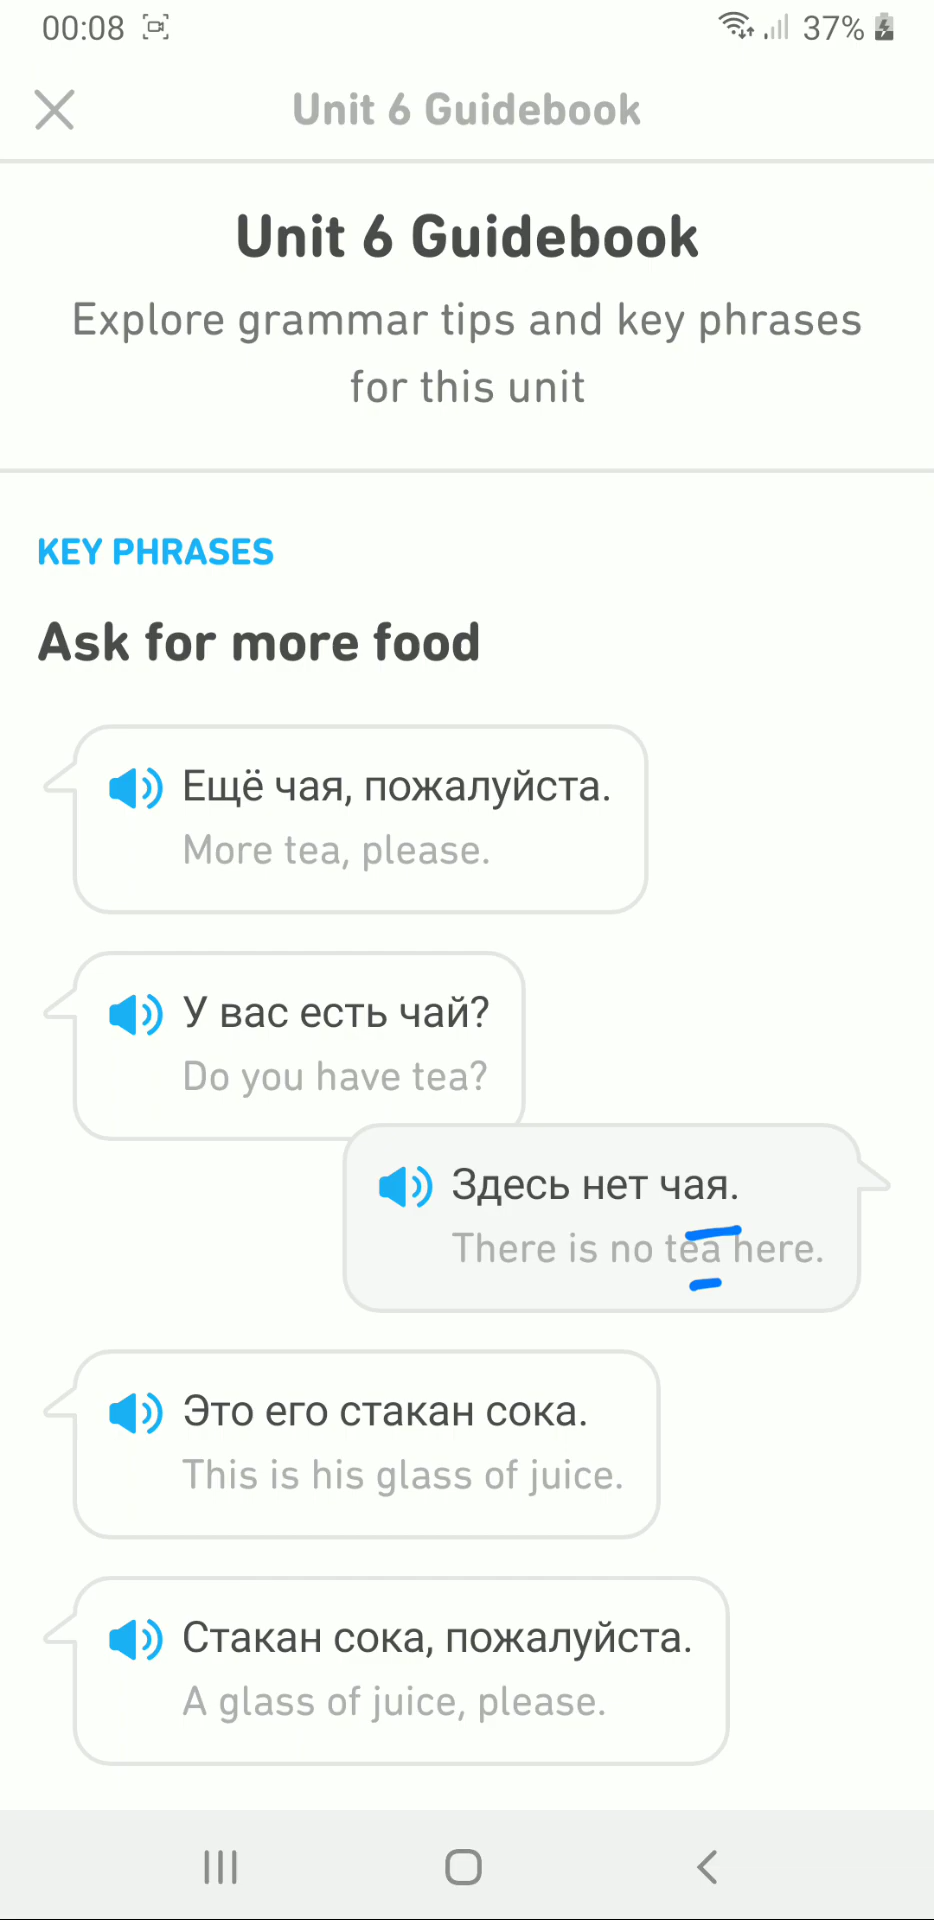 00:08 37%
Unit 6 Guidebook
Unit 6 Guidebook
Explore grammar tips and key phrases
for this unit
KEY PHRASES
Ask for more food
Ещё чая, пожалуйста.
More tea, please.
У вас есть чай?
Do you have tea?
Здесь нет чая.
There is no tea here.
Это его стакан сока.
This is his glass of juice.
Стакан сока, пожалуйста.
A glass of juice, please.